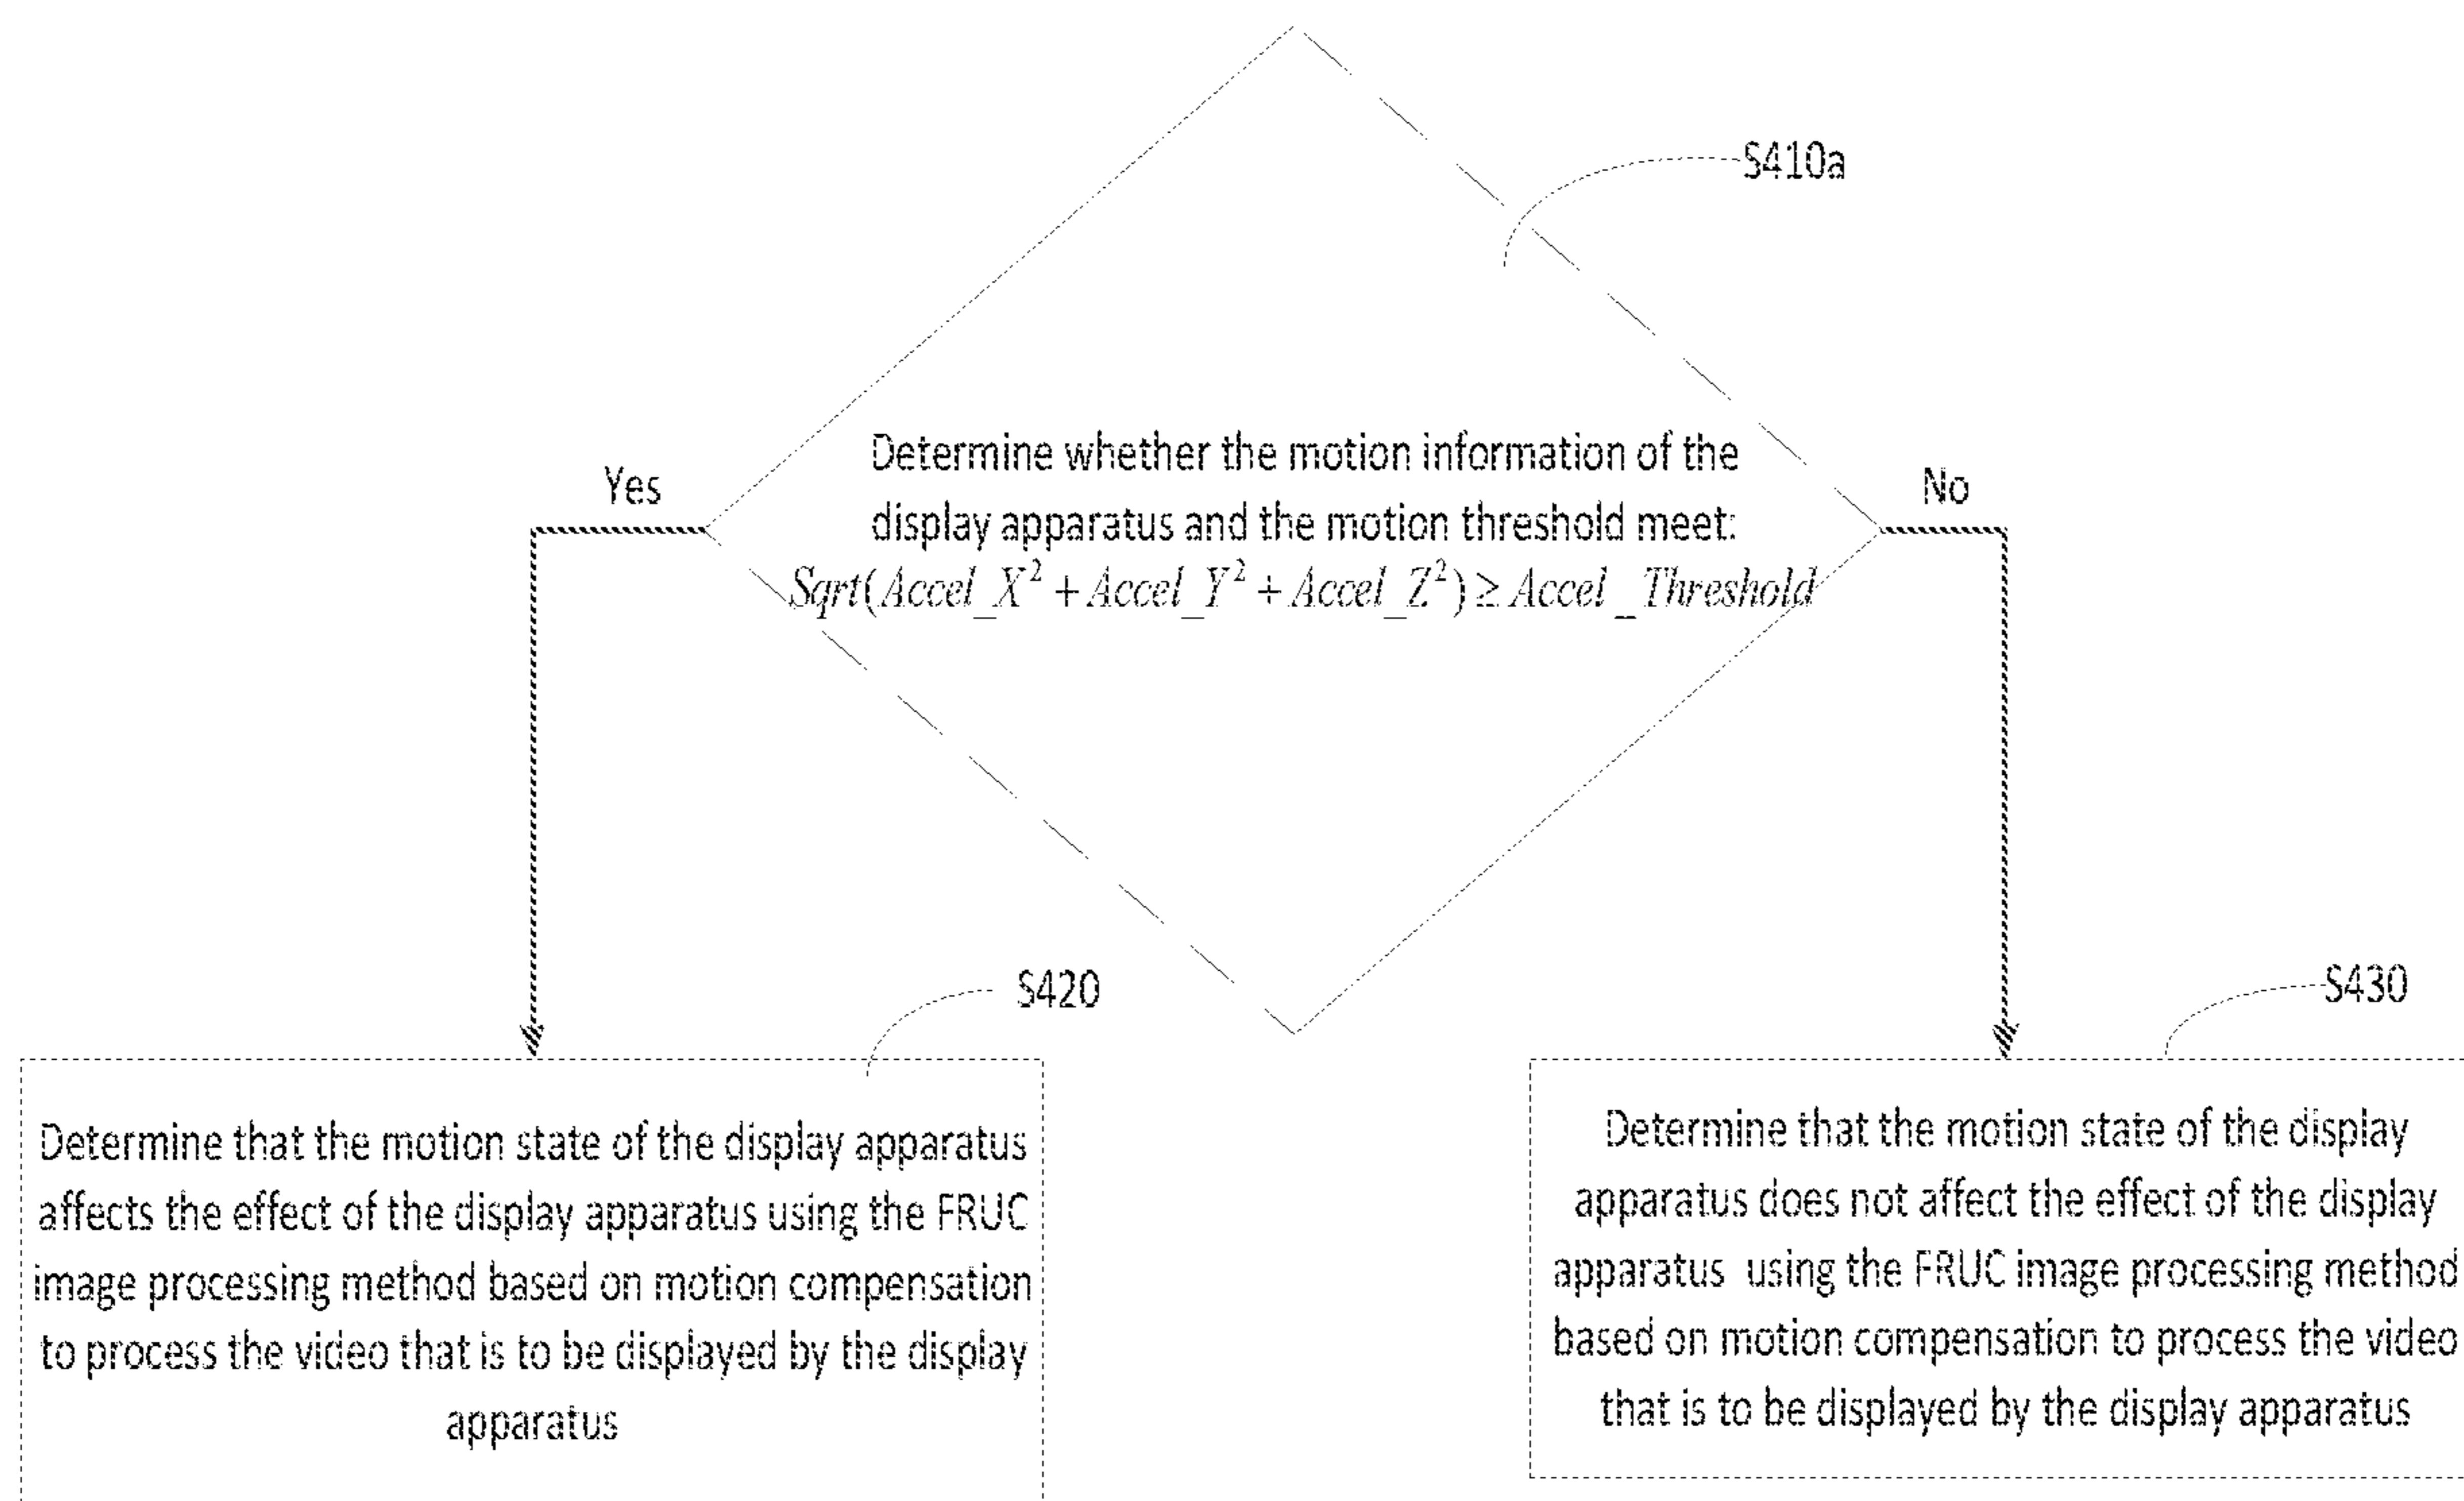 S410a
Determine whether the motion information of the
display apparatus and the motion threshold meet:
Sqrt(Accel_X² + Accel_Y² + Accel_Z²) ≥ Accel_Threshold
Yes
No
S420
S430
Determine that the motion state of the display apparatus
affects the effect of the display apparatus using the FRUC
image processing method based on motion compensation
to process the video that is to be displayed by the display
apparatus
Determine that the motion state of the display
apparatus does not affect the effect of the display
apparatus using the FRUC image processing method
based on motion compensation to process the video
that is to be displayed by the display apparatus